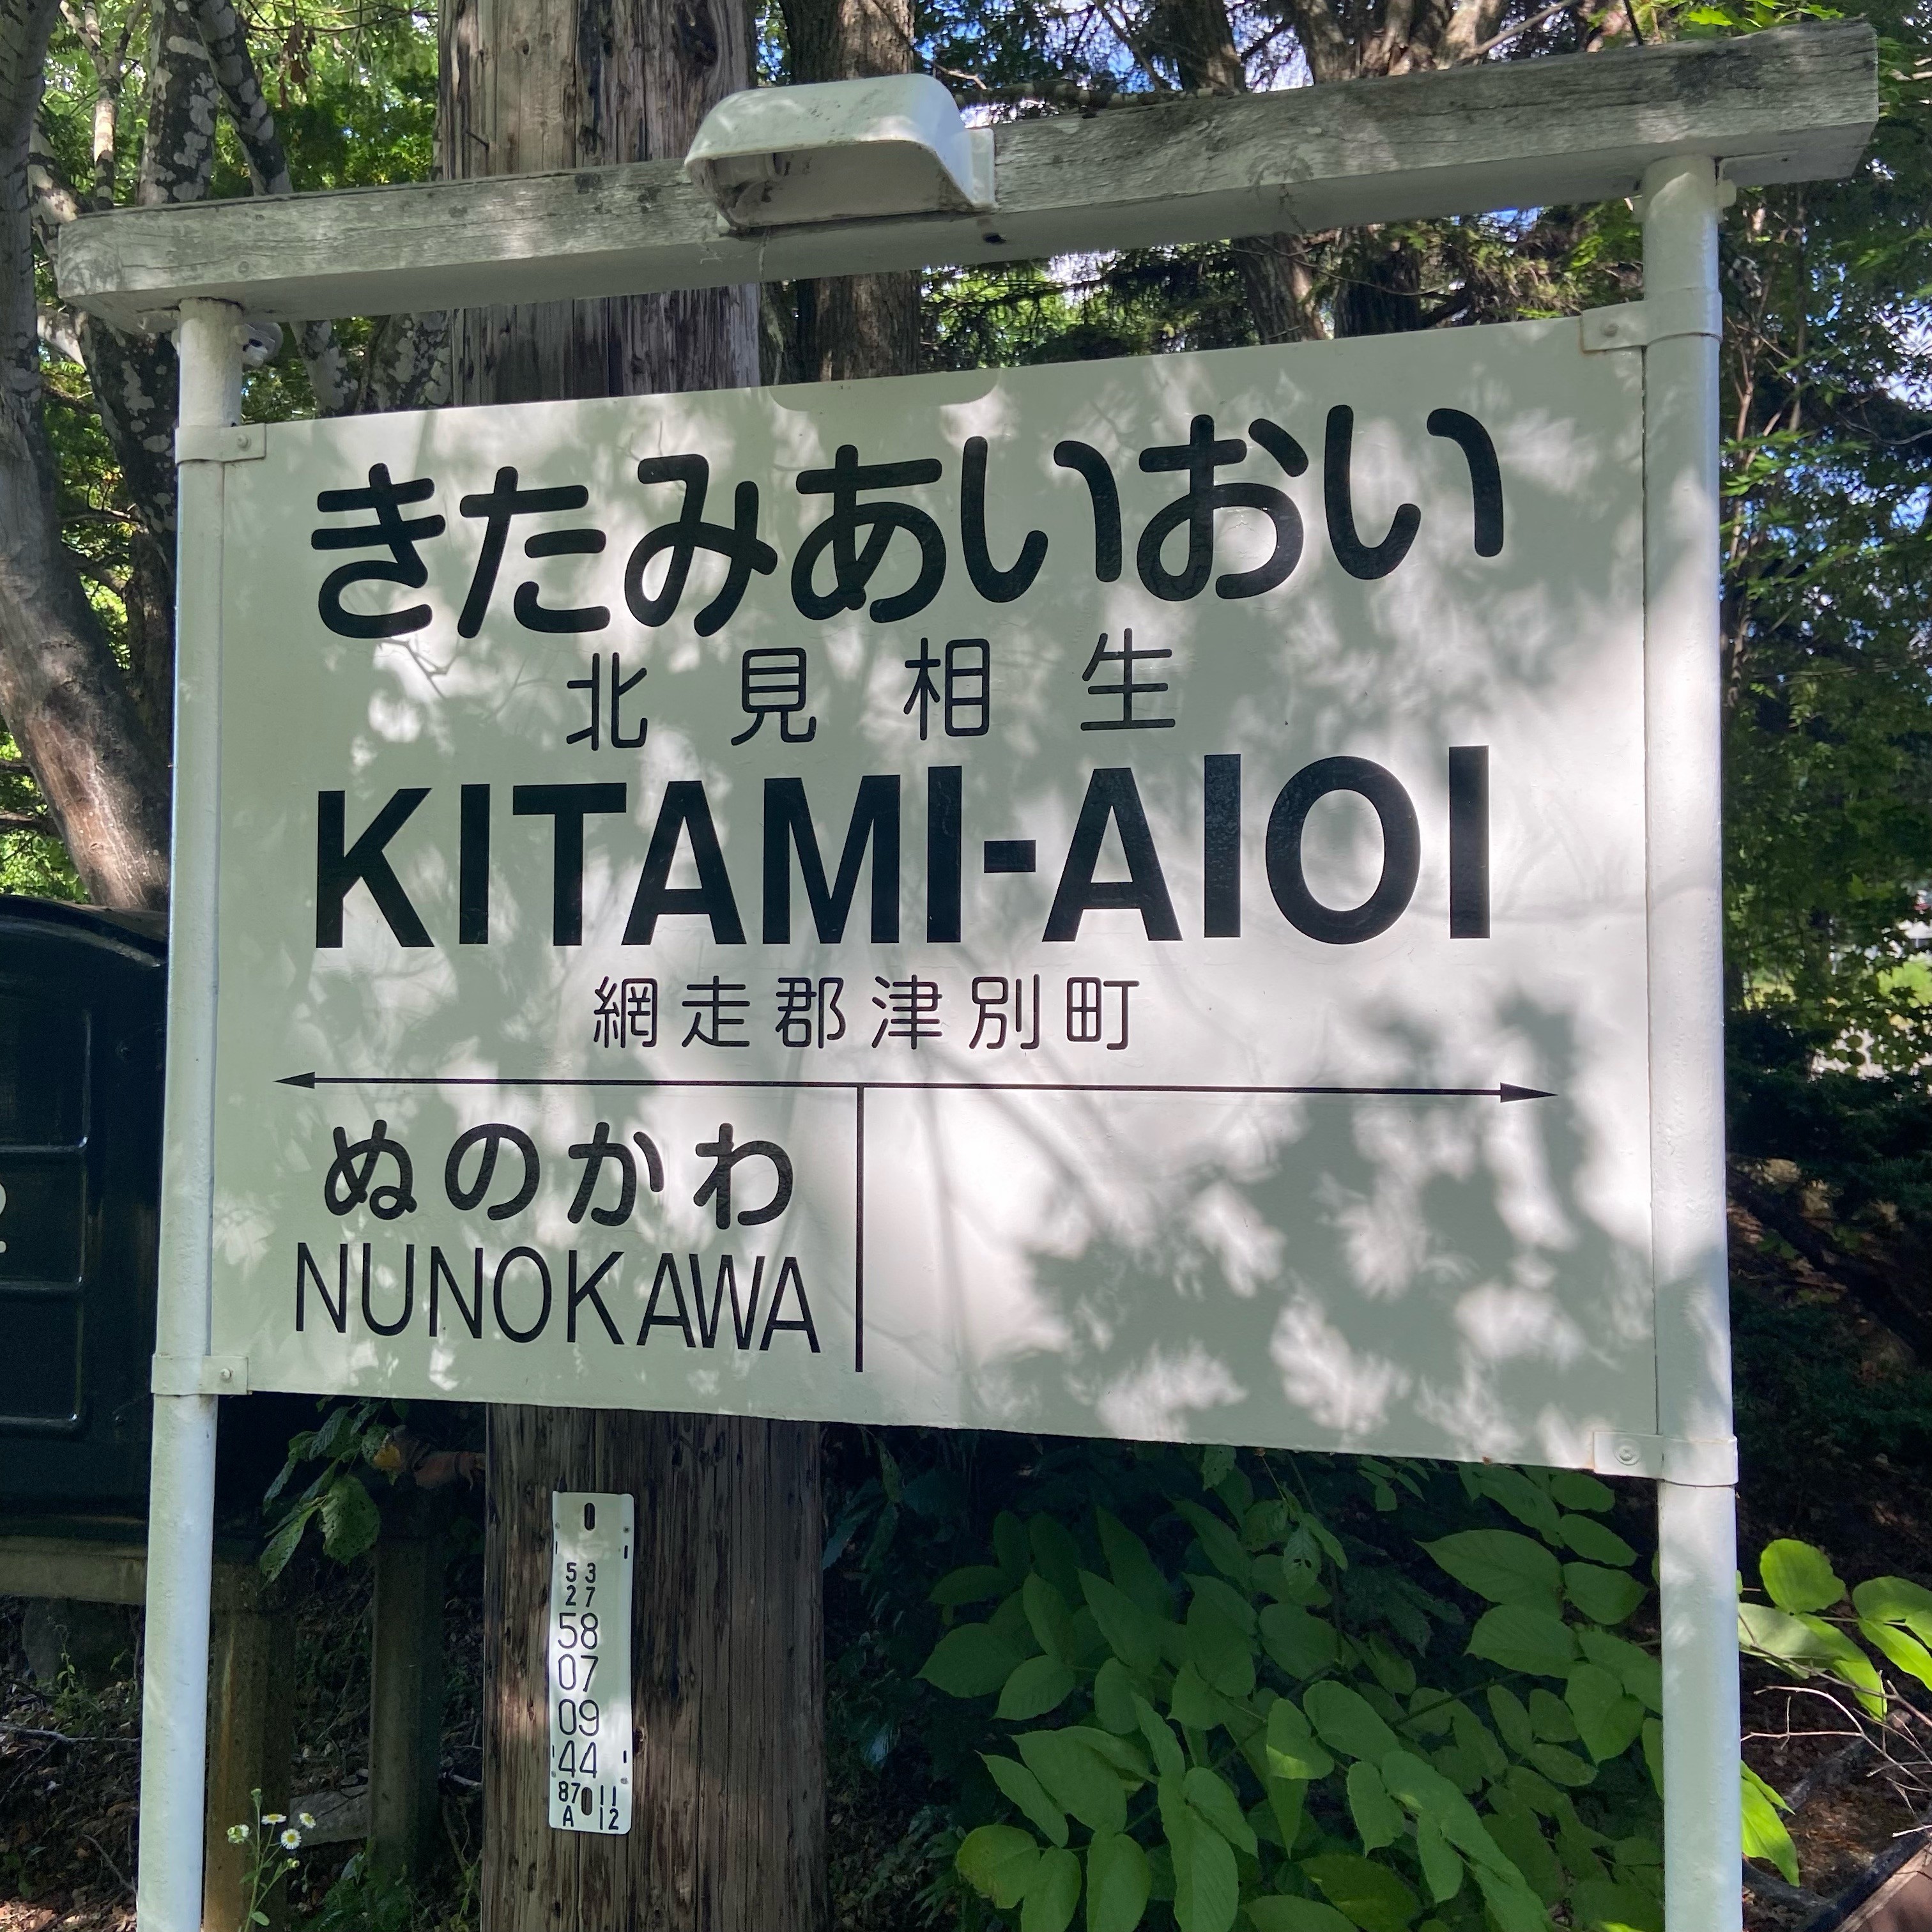 きたみあいおい
北見相生
KITAMI-AIOI
網走郡津別町
ぬのかわ
NUNOKAWA
53
27
58
07
09
44
87 11
A 12